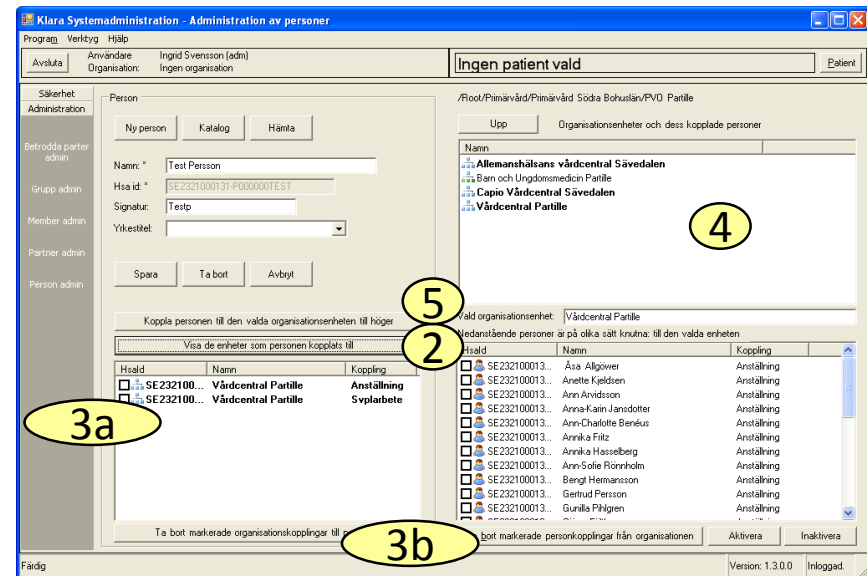 Klara Systemadministration - Administration av personer
Program Verktyg Hjälp
Avsluta
Användare Ingrid Svensson (adm)
Organisation: Ingen organisation
Ingen patient vald
Patient
Säkerhet
Administration
Betrodda parter admin
Grupp admin
Member admin
Partner admin
Person admin
Person
Ny person Katalog Hämta
Namn: * Test Persson
Hsa id: * SE2321000131-P000000TEST
Signatur: Testp
Yrkestitel:
Spara Ta bort Avbryt
Koppla personen till den valda organisationsenheten till höger
5
Visa de enheter som personen kopplats till
2
HsaId Namn Koppling
SE232100... Vårdcentral Partille Anställning
SE232100... Vårdcentral Partille Svplarbete
3a
Ta bort markerade organisationskopplingar till
3b
/Root/Primärvård/Primärvård Södra Bohuslän/PVO Partille
Upp Organisationsenheter och dess kopplade personer
Namn
Allemanshälsans vårdcentral Sävedalen
Barn och Ungdomsmedicin Partille
Capio Vårdcentral Sävedalen
Vårdcentral Partille
4
Vald organisationsenhet: Vårdcentral Partille
Nedanstående personer är på olika sätt knutna: till den valda enheten
HsaId Namn Koppling
SE232100013... Åsa Allgöwer Anställning
SE232100013... Anette Kjeldsen Anställning
SE232100013... Ann Arvidsson Anställning
SE232100013... Anna-Karin Jansdotter Anställning
SE232100013... Ann-Charlotte Benéus Anställning
SE232100013... Annika Fritz Anställning
SE232100013... Annika Hasselberg Anställning
SE232100013... Ann-Sofie Rönnholm Anställning
SE232100013... Bengt Hermansson Anställning
SE232100013... Gertrud Persson Anställning
SE232100013... Gunilla Pihlgren Anställning
bort markerade personkopplingar från organisationen Aktivera Inaktivera
Färdig
Version: 1.3.0.0 Inloggad.